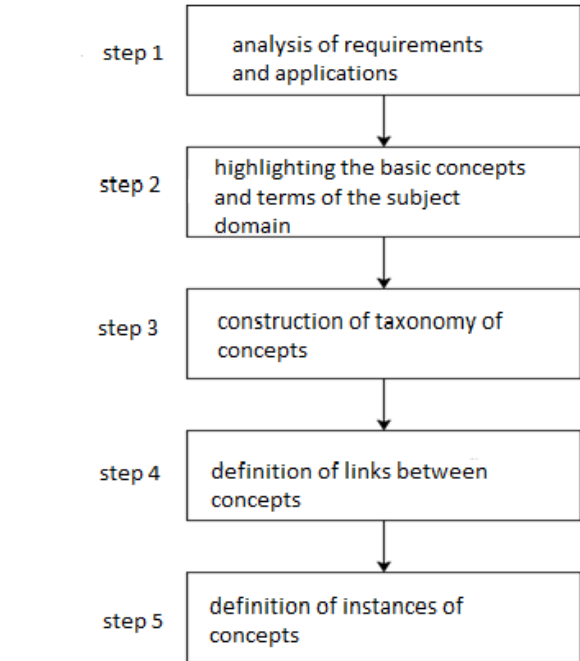 step 1
analysis of requirements
and applications
step 2
highlighting the basic concepts
and terms of the subject
domain
step 3
construction of taxonomy of
concepts
step 4
definition of links between
concepts
step 5
definition of instances of
concepts